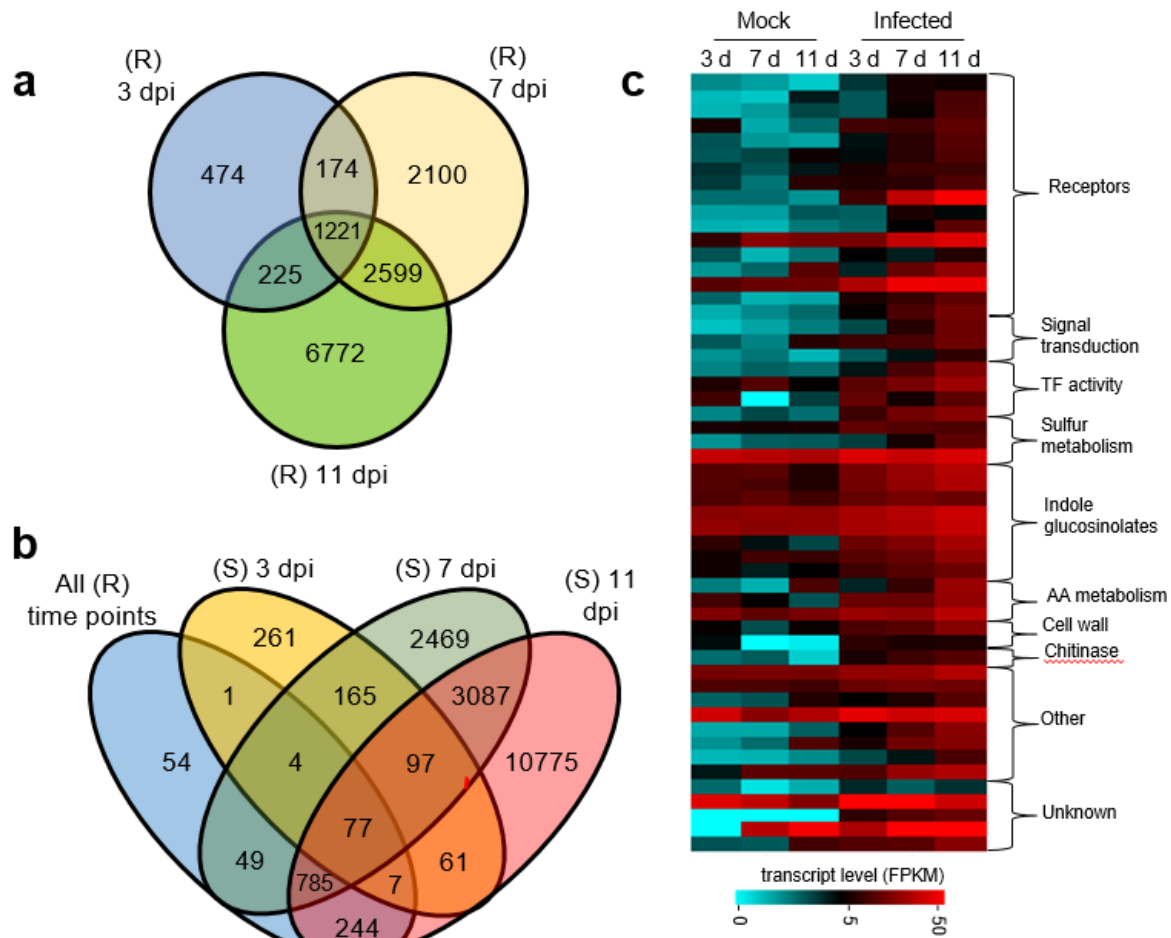 a
(R)
3 dpi
(R)
7 dpi
474
174
2100
1221
225
2599
6772
(R) 11 dpi
b
All (R)
time points
(S) 3 dpi
(S) 7 dpi
(S) 11
dpi
261
2469
1
165
3087
54
4
97
10775
77
49
785
7
61
244
c
Mock
Infected
3 d 7 d 11 d 3 d 7 d 11 d
Receptors
Signal
transduction
TF activity
Sulfur
metabolism
Indole
glucosinolates
AA metabolism
Cell wall
Chitinase
Other
Unknown
transcript level (FPKM)
0
5
50